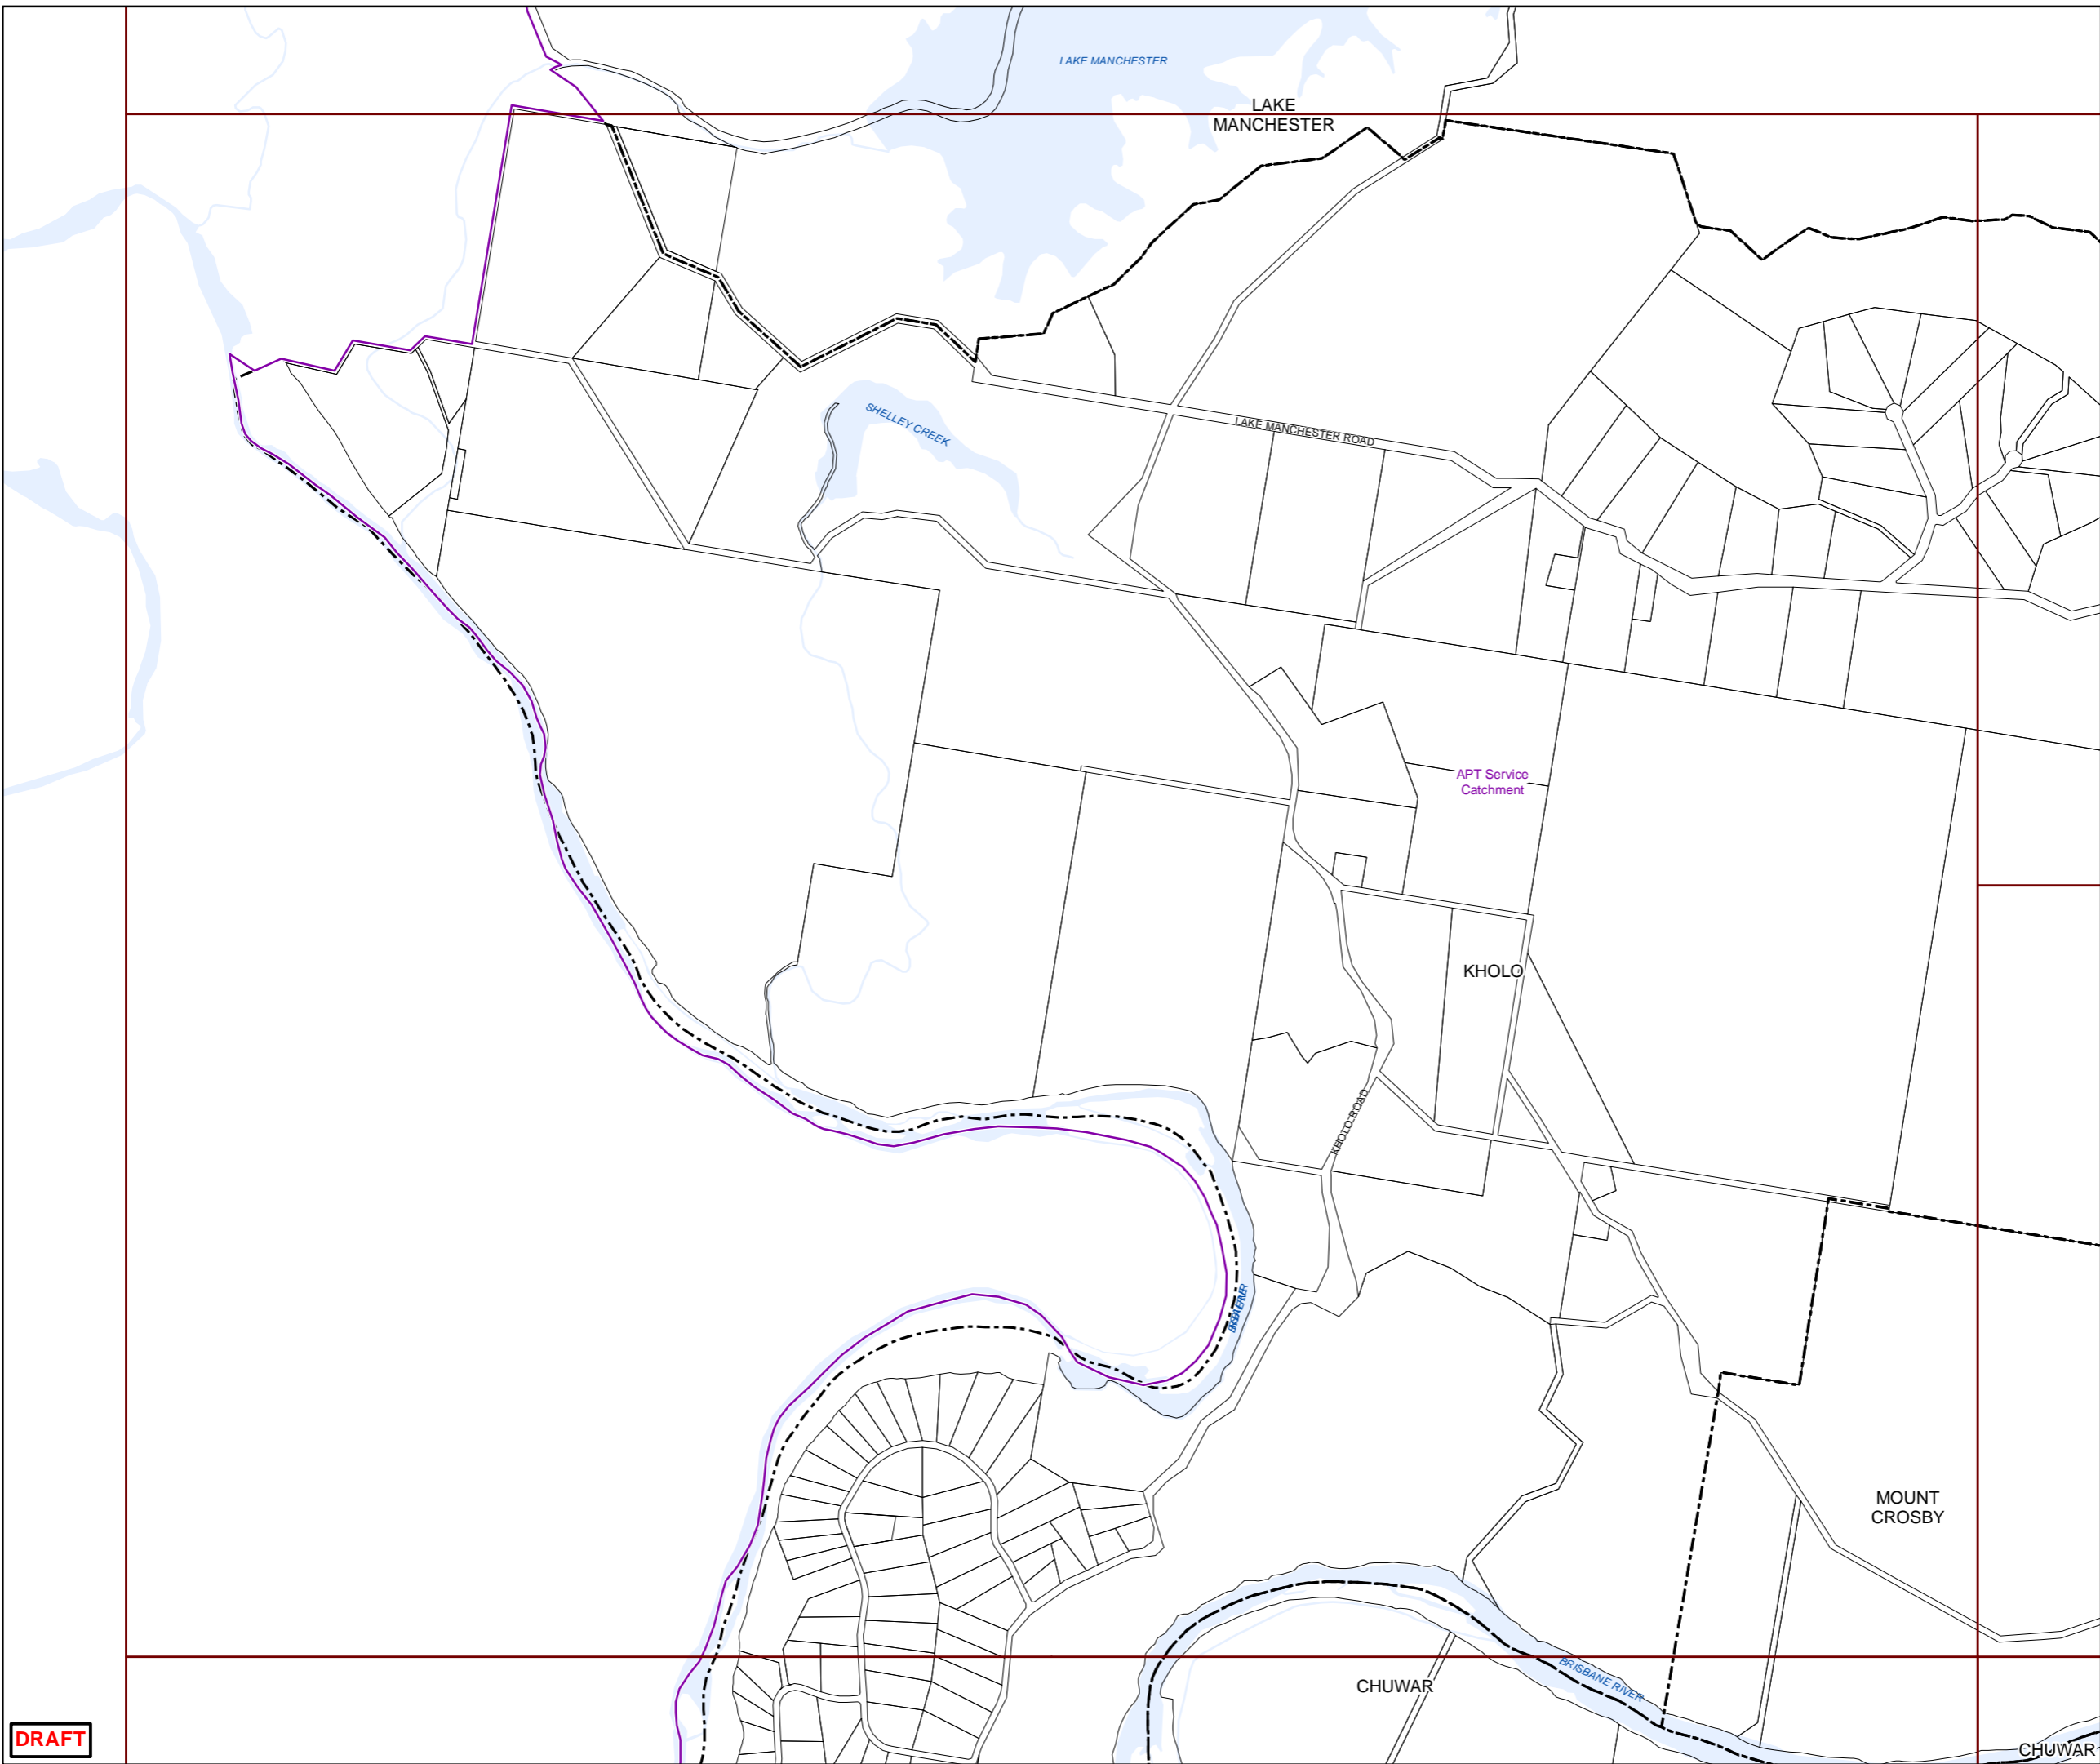 LAKE MANCHESTER
LAKE
MANCHESTER
SHELLEY CREEK
LAKE MANCHESTER ROAD
APT Service
Catchment
KHOLO
KHOLO ROAD
MOUNT
CROSBY
BRISBANE RIVER
CHUWAR
DRAFT
CHUWAR